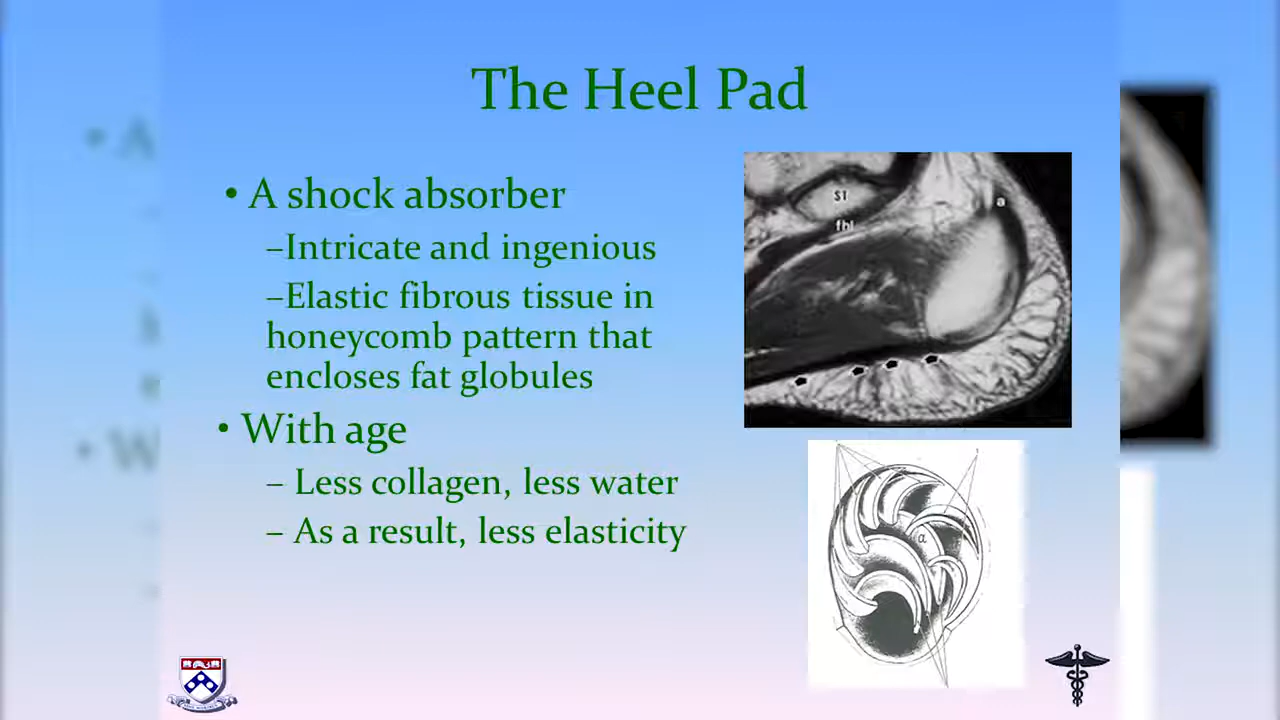 The Heel Pad
• A shock absorber
–Intricate and ingenious
–Elastic fibrous tissue in
honeycomb pattern that
encloses fat globules
• With age
– Less collagen, less water
– As a result, less elasticity
ST
a
fhl
α